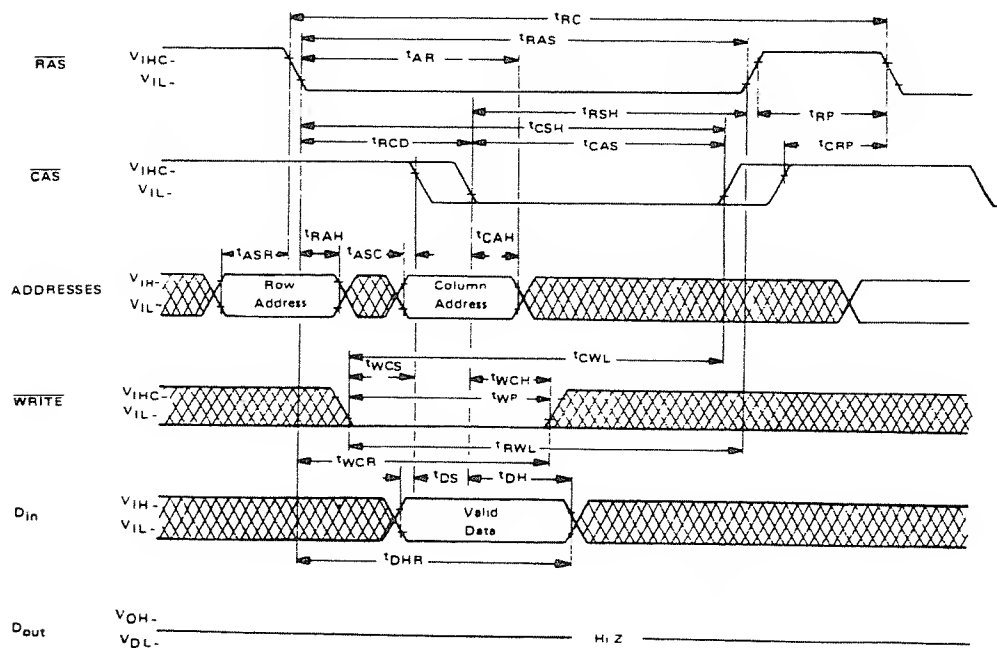 tRC
tRAS
tAR
RAS
VIHC-
VIL-
tRSH
tCSH
tRP
tRCD
tCAS
tCRP
CAS
VIHC-
VIL-
tRAH
tASR
tASC
tCAH
ADDRESSES
VIH-
VIL-
Row
Address
Column
Address
tCWL
tWCS
tWCH
tWP
WRITE
VIHC-
VIL-
tRWL
tWCR
tDS
tDH
Din
VIH-
VIL-
Valid
Data
tDHR
Dout
VOH-
VDL-
Hi Z